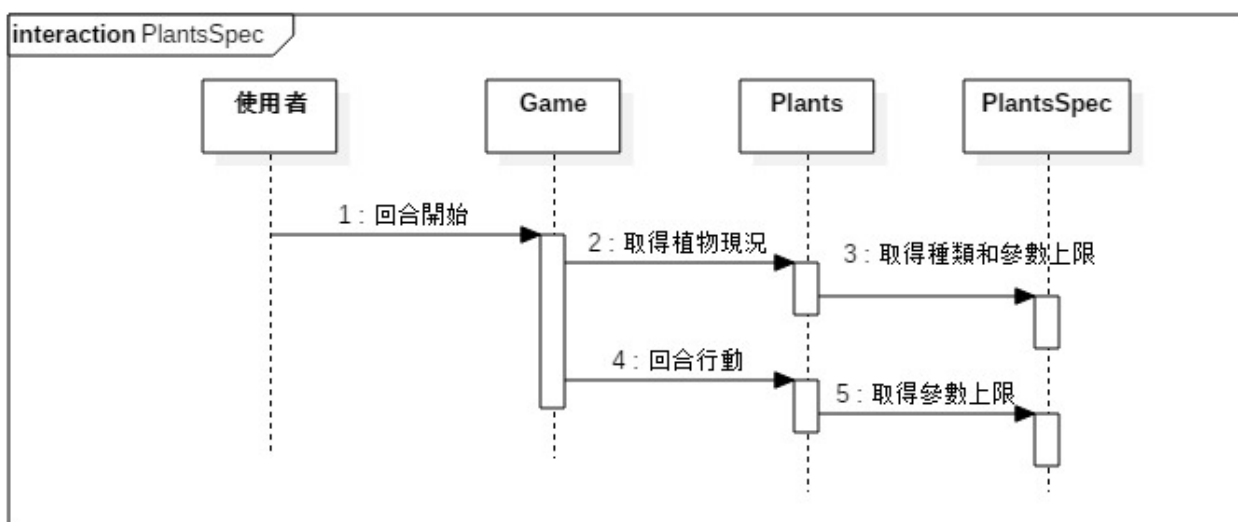 interaction PlantsSpec
使用者
Game
Plants
PlantsSpec
1 : 回合開始
2 : 取得植物現況
3 : 取得種類和參數上限
4 : 回合行動
5 : 取得參數上限